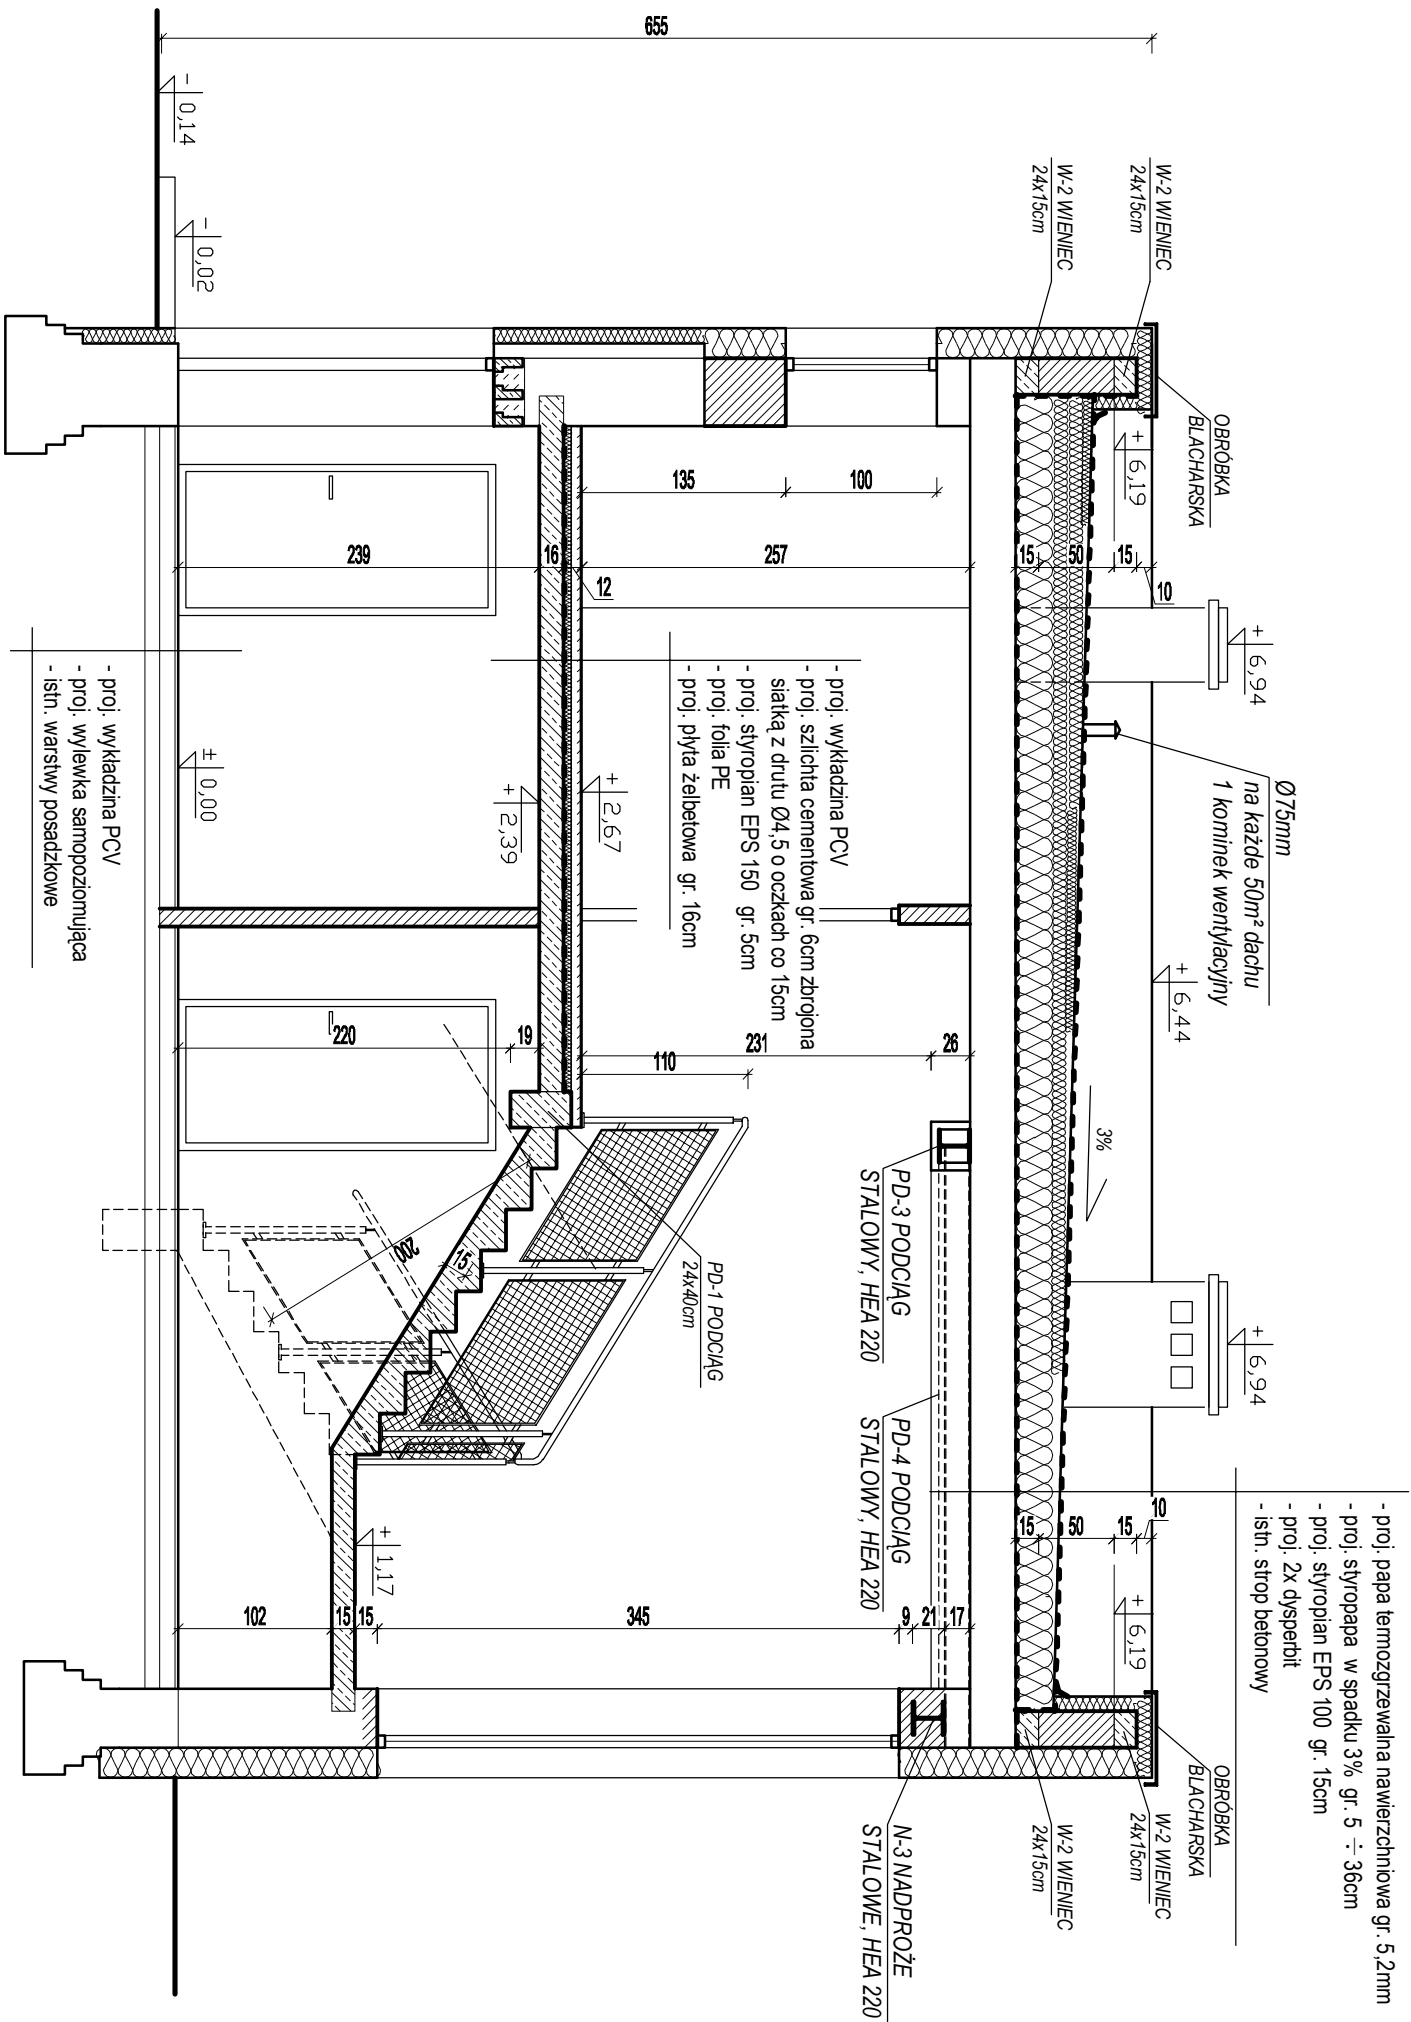 - proj. papa termozgrzewalna nawierzchniowa gr. 5,2mm
- proj. styropapa w spadku 3% gr. 5 ÷ 36cm
- proj. styropian EPS 100 gr. 15cm
- proj. 2x dysperbit
- istn. strop betonowy
Ø75mm
na każde 50m² dachu
1 kominek wentylacyjny
OBRÓBKA
BLACHARSKA
OBRÓBKA
BLACHARSKA
W-2 WIENIEC
24x15cm
W-2 WIENIEC
24x15cm
W-2 WIENIEC
24x15cm
W-2 WIENIEC
24x15cm
+ 6,94
+ 6,94
+ 6,44
+ 6,19
+ 6,19
3%
655
10
15
50
15
10
15
50
15
PD-3 PODCIĄG
STALOWY, HEA 220
PD-4 PODCIĄG
STALOWY, HEA 220
N-3 NADPROŻE
STALOWE, HEA 220
100
135
257
26
231
110
17
21
9
345
- proj. wykładzina PCV
- proj. szlichta cementowa gr. 6cm zbrojona
siatką z drutu Ø4,5 o oczkach co 15cm
- proj. styropian EPS 150 gr. 5cm
- proj. folia PE
- proj. płyta żelbetowa gr. 16cm
PD-1 PODCIĄG
24x40cm
+ 2,67
+ 2,39
12
16
239
19
220
15
200
+ 1,17
15
15
102
± 0,00
- 0,02
- 0,14
- proj. wykładzina PCV
- proj. wylewka samopoziomująca
- istn. warstwy posadzkowe